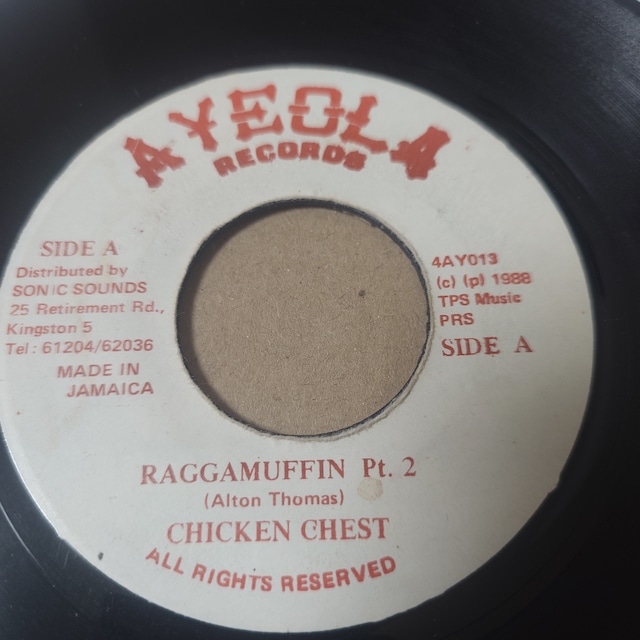 AYEOLA
RECORDS
SIDE A
Distributed by
SONIC SOUNDS
25 Retirement Rd.,
Kingston 5
Tel: 61204/62036
MADE IN
JAMAICA
4AY013
(c) (p) 1988
TPS Music
PRS
SIDE A
RAGGAMUFFIN Pt. 2
(Alton Thomas)
CHICKEN CHEST
ALL RIGHTS RESERVED